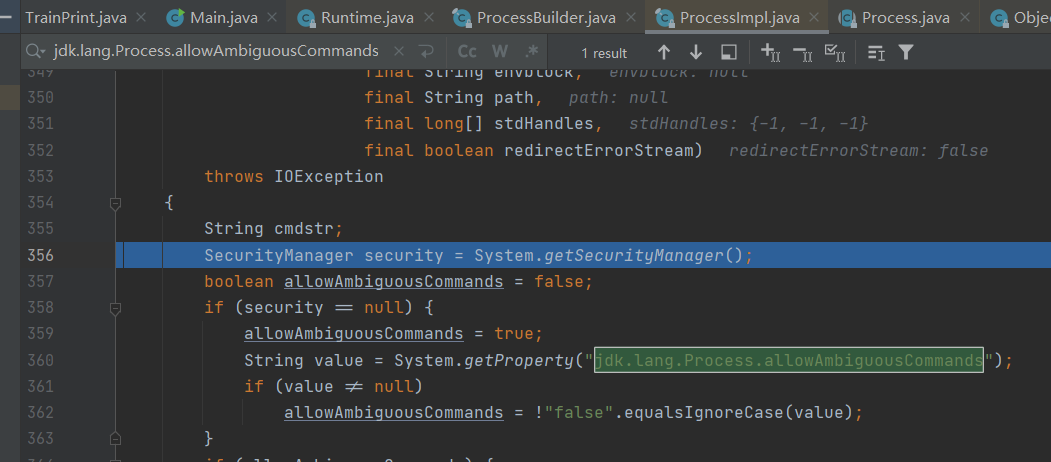 TrainPrint.java × Main.java × Runtime.java × ProcessBuilder.java × ProcessImpl.java × Process.java × Obje
jdk.lang.Process.allowAmbiguousCommands × Cc W .* 1 result
349 final String envblock, envblock: null
350 final String path, path: null
351 final long[] stdHandles, stdHandles: {-1, -1, -1}
352 final boolean redirectErrorStream) redirectErrorStream: false
353 throws IOException
354 {
355 String cmdstr;
356 SecurityManager security = System.getSecurityManager();
357 boolean allowAmbiguousCommands = false;
358 if (security == null) {
359 allowAmbiguousCommands = true;
360 String value = System.getProperty("jdk.lang.Process.allowAmbiguousCommands");
361 if (value != null)
362 allowAmbiguousCommands = !"false".equalsIgnoreCase(value);
363 }